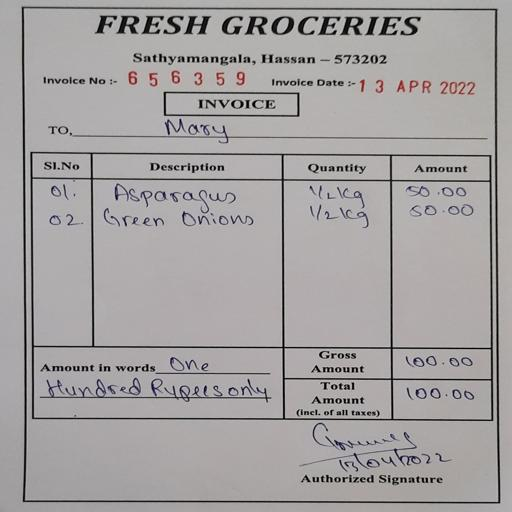 FRESH GROCERIES
Sathyamangala, Hassan – 573202
Invoice No :- 656359 Invoice Date :- 13 APR 2022
INVOICE
TO, Mary
Sl.No Description Quantity Amount
01. Asparagus 1/2 Kg 50.00
02. Green Onions 1/2 Kg 50.00
Amount in words One Hundred Rupees only
Gross Amount 100.00
Total Amount (incl. of all taxes) 100.00
13/04/2022
Authorized Signature